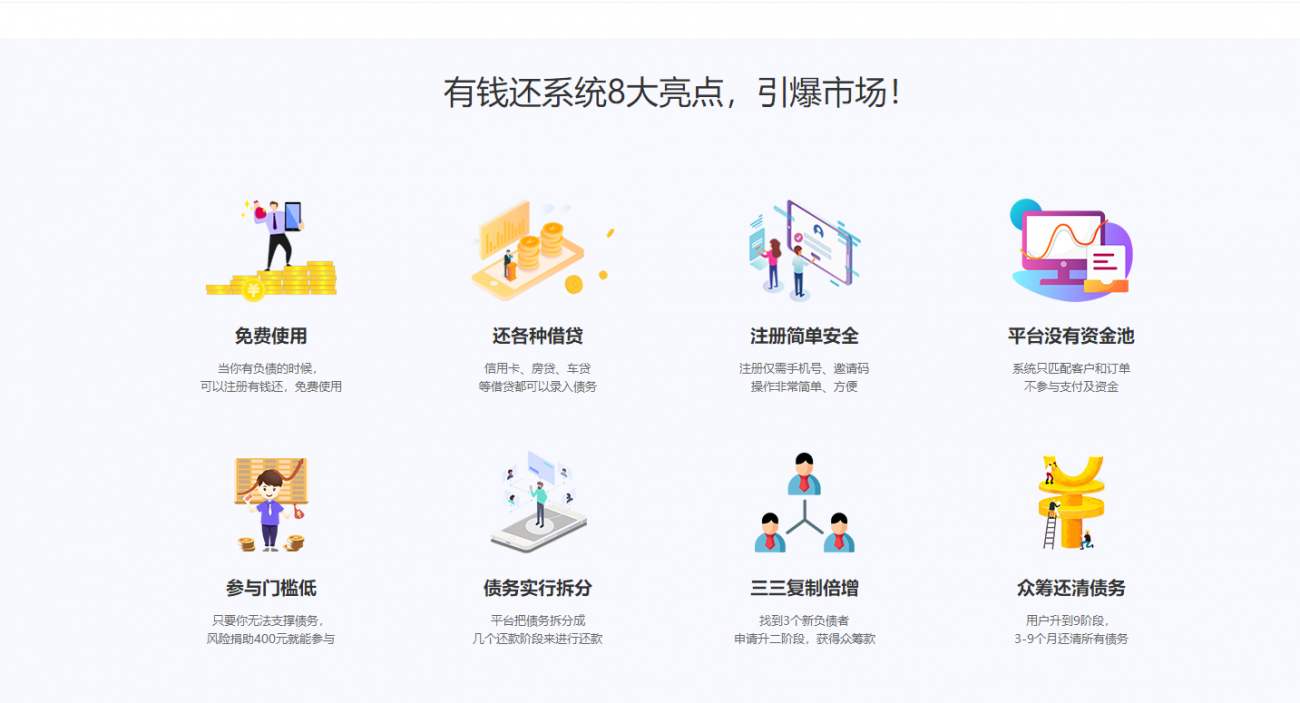 有钱还系统8大亮点，引爆市场！
免费使用
当你有负债的时候，
可以注册有钱还，免费使用
还各种借贷
信用卡、房贷、车贷
等借贷都可以录入债务
注册简单安全
注册仅需手机号、邀请码
操作非常简单、方便
平台没有资金池
系统只匹配客户和订单
不参与支付及资金
参与门槛低
只要你无法支撑债务，
风险捐助400元就能参与
债务实行拆分
平台把债务拆分成
几个还款阶段来进行还款
三三复制倍增
找到3个新负债者
申请升二阶段，获得众筹款
众筹还清债务
用户升到9阶段，
3-9个月还清所有债务